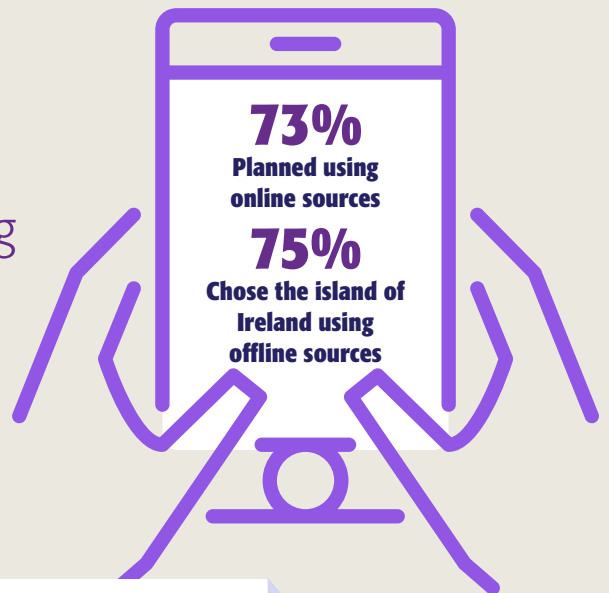 73%
Planned using
online sources
75%
Chose the island of
Ireland using
offline sources